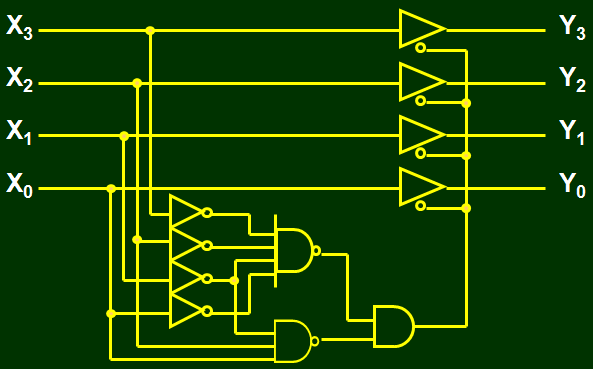 X₃ Y₃
X₂ Y₂
X₁ Y₁
X₀ Y₀